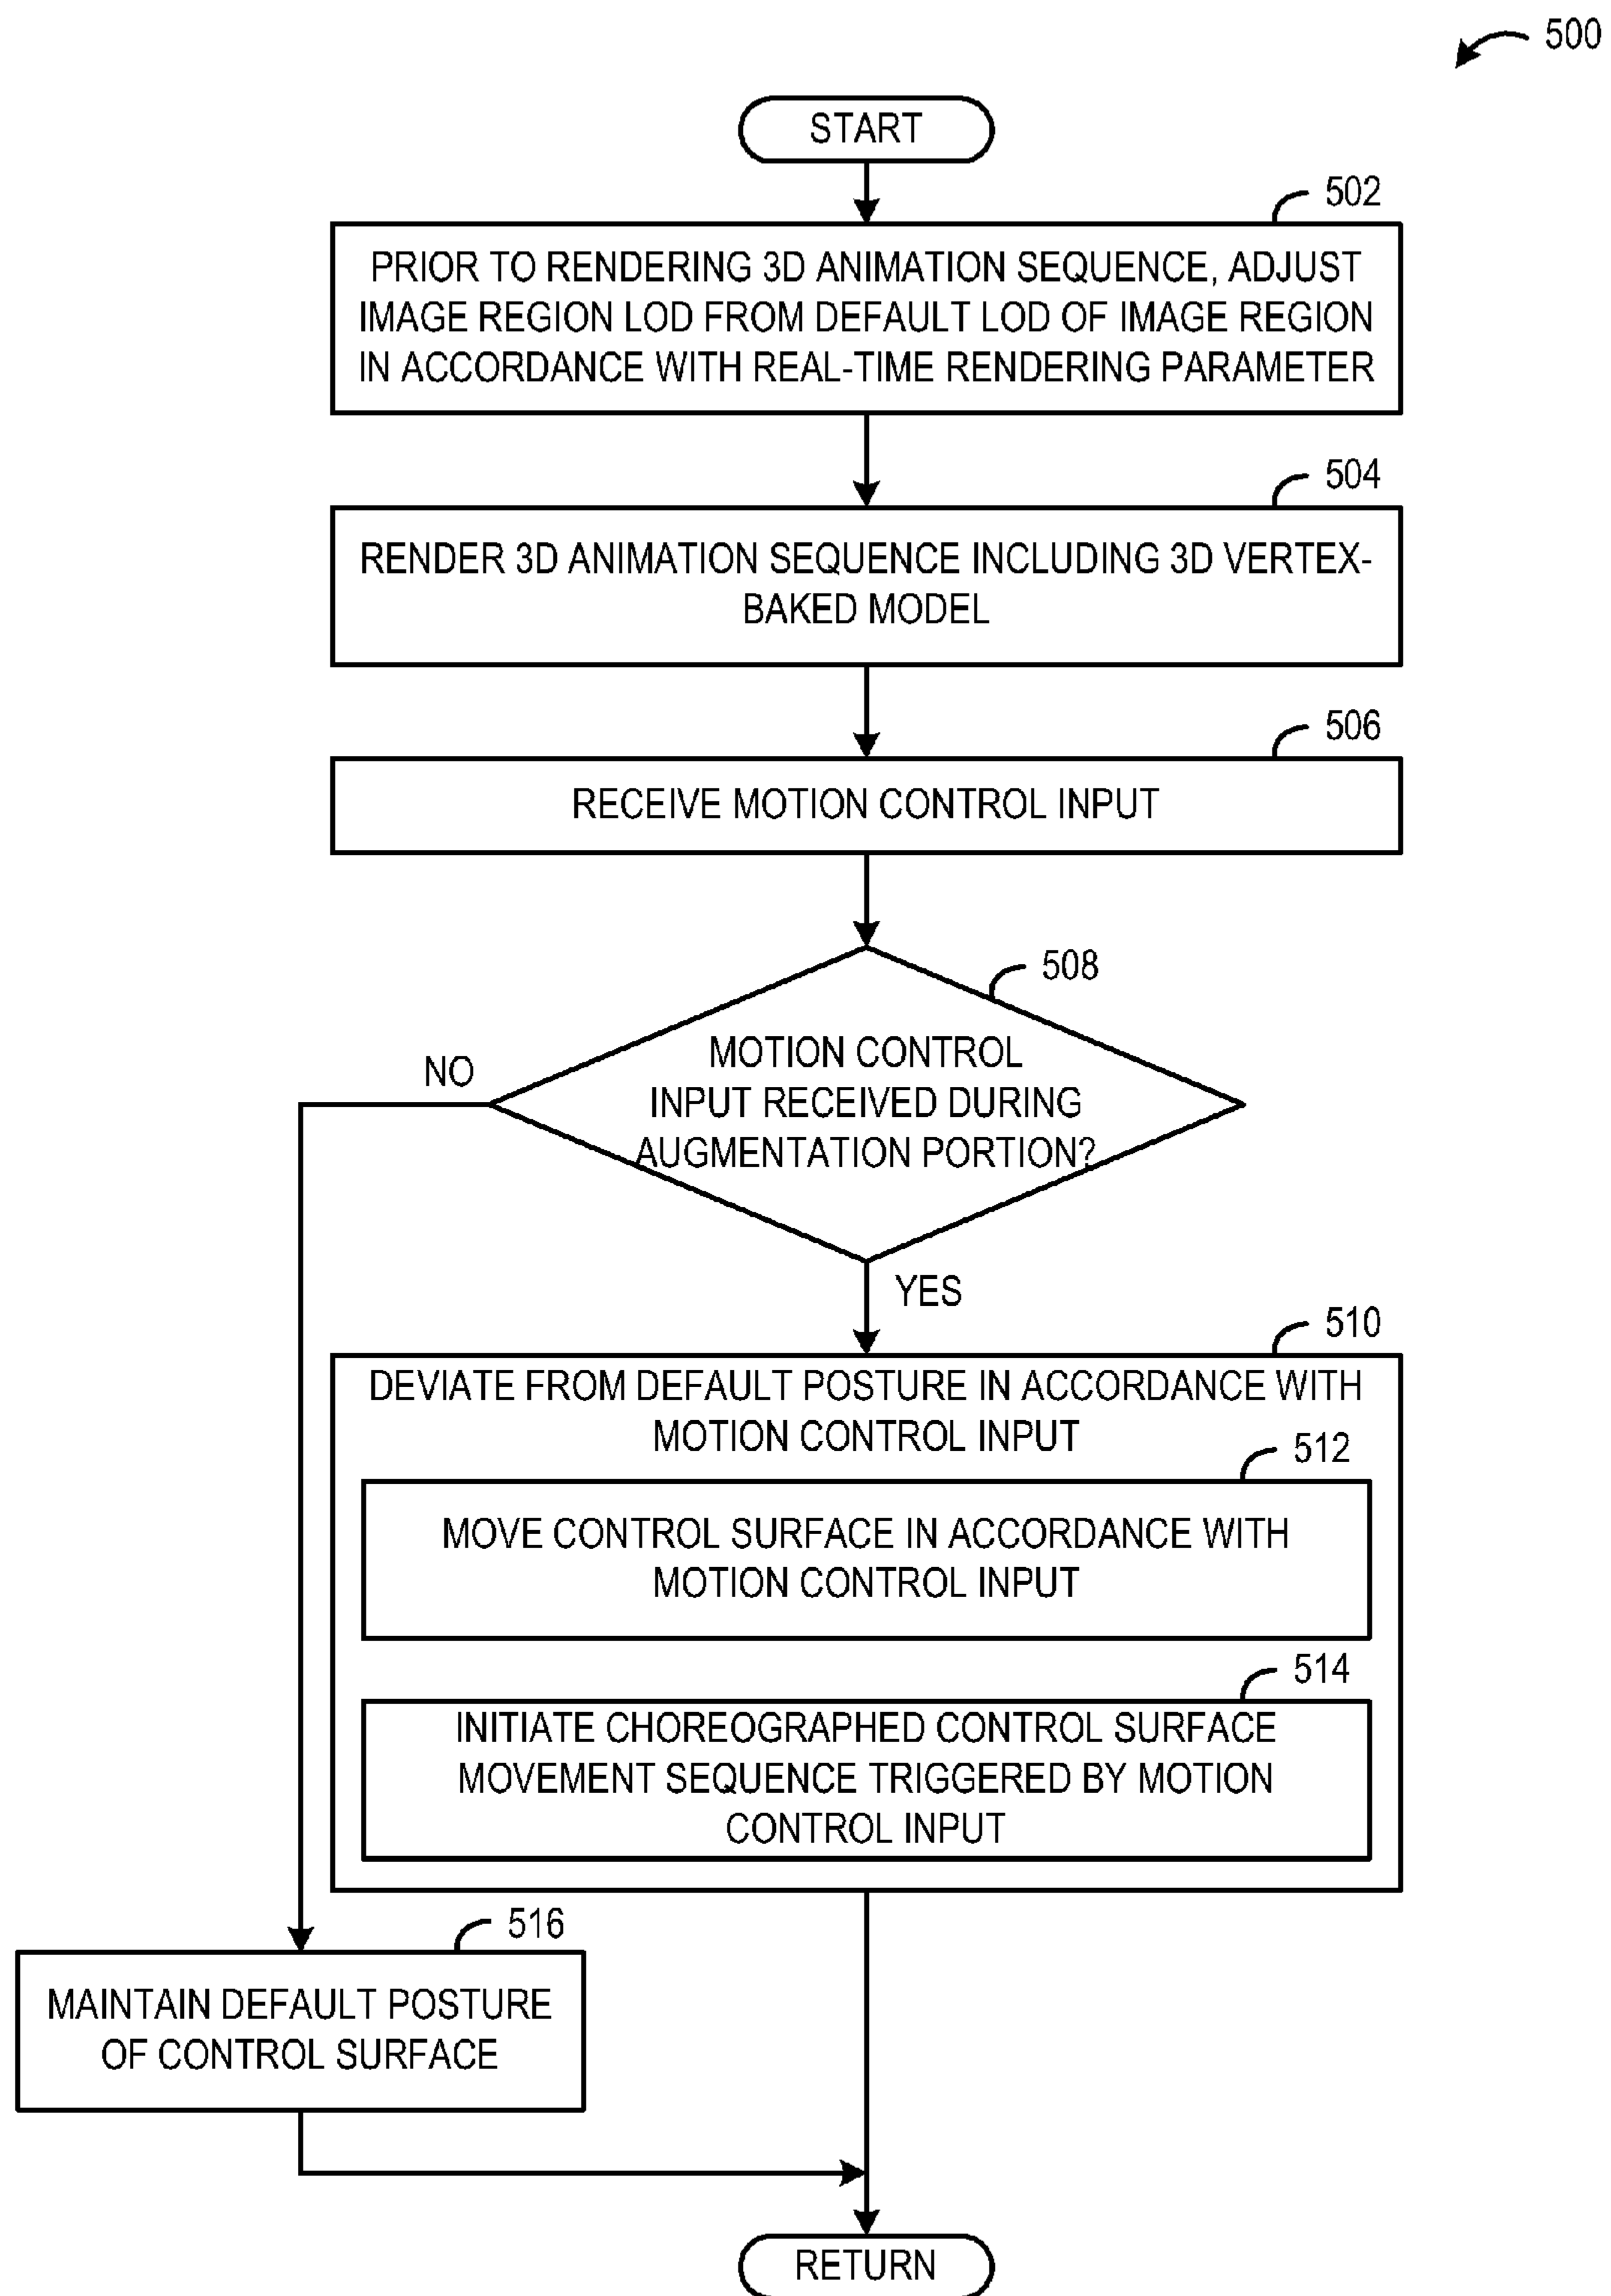 500
START
502
PRIOR TO RENDERING 3D ANIMATION SEQUENCE, ADJUST
IMAGE REGION LOD FROM DEFAULT LOD OF IMAGE REGION
IN ACCORDANCE WITH REAL-TIME RENDERING PARAMETER
504
RENDER 3D ANIMATION SEQUENCE INCLUDING 3D VERTEX-
BAKED MODEL
506
RECEIVE MOTION CONTROL INPUT
508
MOTION CONTROL
INPUT RECEIVED DURING
AUGMENTATION PORTION?
NO
YES
510
DEVIATE FROM DEFAULT POSTURE IN ACCORDANCE WITH
MOTION CONTROL INPUT
512
MOVE CONTROL SURFACE IN ACCORDANCE WITH
MOTION CONTROL INPUT
514
INITIATE CHOREOGRAPHED CONTROL SURFACE
MOVEMENT SEQUENCE TRIGGERED BY MOTION
CONTROL INPUT
516
MAINTAIN DEFAULT POSTURE
OF CONTROL SURFACE
RETURN